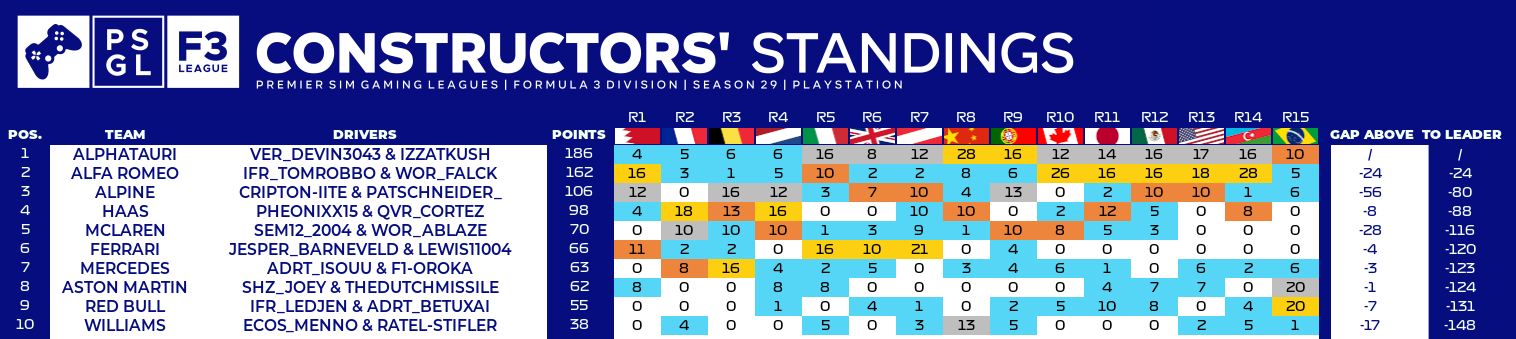 PS
GL
F3
LEAGUE
CONSTRUCTORS' STANDINGS
PREMIER SIM GAMING LEAGUES | FORMULA 3 DIVISION | SEASON 29 | PLAYSTATION
R1 R2 R3 R4 R5 R6 R7 R8 R9 R10 R11 R12 R13 R14 R15
POS. TEAM DRIVERS POINTS GAP ABOVE TO LEADER
1 ALPHATAURI VER_DEVIN3043 & IZZATKUSH 186 4 5 6 6 16 8 12 28 16 12 14 16 17 16 10 / /
2 ALFA ROMEO IFR_TOMROBBO & WOR_FALCK 162 16 3 1 5 10 2 2 8 6 26 16 16 18 28 5 -24 -24
3 ALPINE CRIPTON-IITE & PATSCHNEIDER_ 106 12 0 16 12 3 7 10 4 13 0 2 10 10 1 6 -56 -80
4 HAAS PHEONIXX15 & QVR_CORTEZ 98 4 18 13 16 0 0 10 10 0 2 12 5 0 8 0 -8 -88
5 MCLAREN SEM12_2004 & WOR_ABLAZE 70 0 10 10 10 1 3 9 1 10 8 5 3 0 0 0 -28 -116
6 FERRARI JESPER_BARNEVELD & LEWIS11004 66 11 2 2 0 16 10 21 0 4 0 0 0 0 0 0 -4 -120
7 MERCEDES ADRT_ISOUU & F1-OROKA 63 0 8 16 4 2 5 0 3 4 6 1 0 6 2 6 -3 -123
8 ASTON MARTIN SHZ_JOEY & THEDUTCHMISSILE 62 8 0 0 8 8 0 0 0 0 0 4 7 7 0 20 -1 -124
9 RED BULL IFR_LEDJEN & ADRT_BETUXAI 55 0 0 0 1 0 4 1 0 2 5 10 8 0 4 20 -7 -131
10 WILLIAMS ECOS_MENNO & RATEL-STIFLER 38 0 4 0 0 5 0 3 13 5 0 0 0 2 5 1 -17 -148